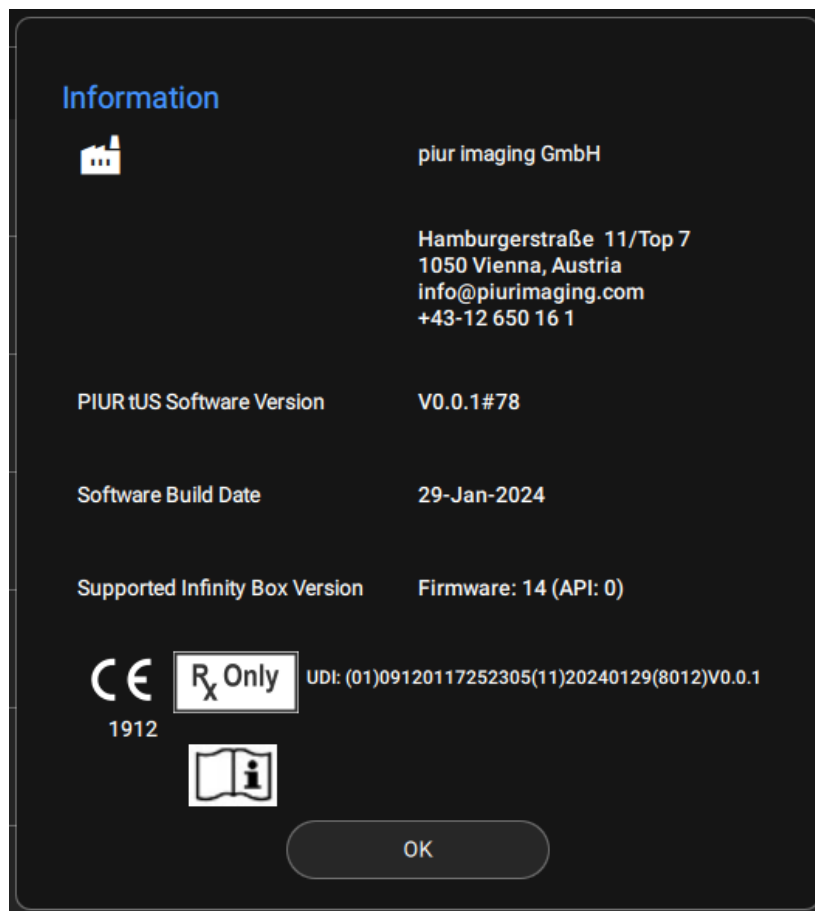 Information
piur imaging GmbH
Hamburgerstraße 11/Top 7
1050 Vienna, Austria
info@piurimaging.com
+43-12 650 16 1
PIUR tUS Software Version V0.0.1#78
Software Build Date 29-Jan-2024
Supported Infinity Box Version Firmware: 14 (API: 0)
CE Rx Only UDI: (01)09120117252305(11)20240129(8012)V0.0.1
1912
i
OK